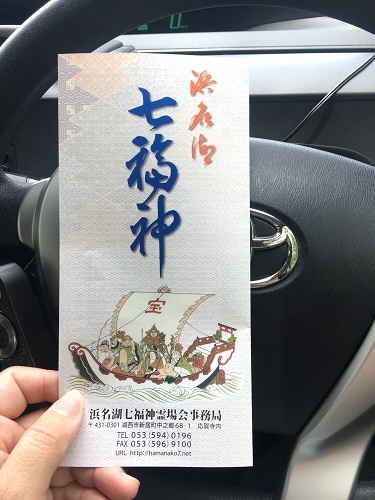 浜名湖
七福神
宝
浜名湖七福神霊場会事務局
〒431-0301 湖西市新居町中之郷68-1 応賀寺内
TEL 053(594)0196
FAX 053(596)9100
URL http://hamanako7.net